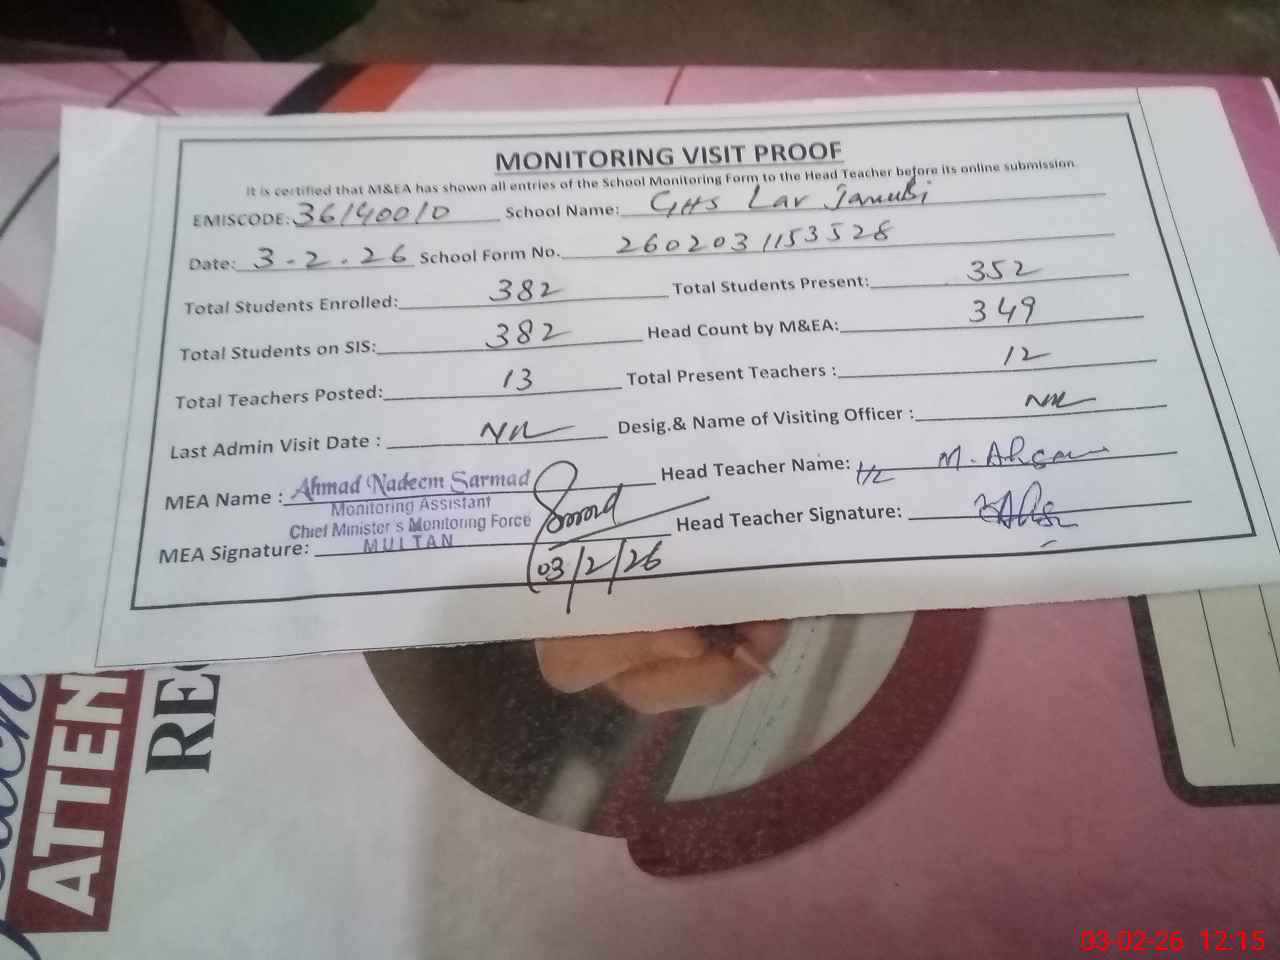 MONITORING VISIT PROOF
It is certified that M&EA has shown all entries of the School Monitoring Form to the Head Teacher before its online submission
EMISCODE: 36140010 School Name: GHS Lar Janubi
Date: 3-2.26 School Form No. 2602031153528
Total Students Enrolled: 382 Total Students Present: 352
Total Students on SIS: 382 Head Count by M&EA: 349
Total Teachers Posted: 13 Total Present Teachers : 12
Last Admin Visit Date : Nil Desig.& Name of Visiting Officer : Nil
MEA Name : Ahmad Nadeem Sarmad Head Teacher Name: M. Ahsan
Monitoring Assistant
Chief Minister's Monitoring Force
MULTAN
MEA Signature: Head Teacher Signature:
03/2/26
ATTEN
RE
03-02-26 12:15